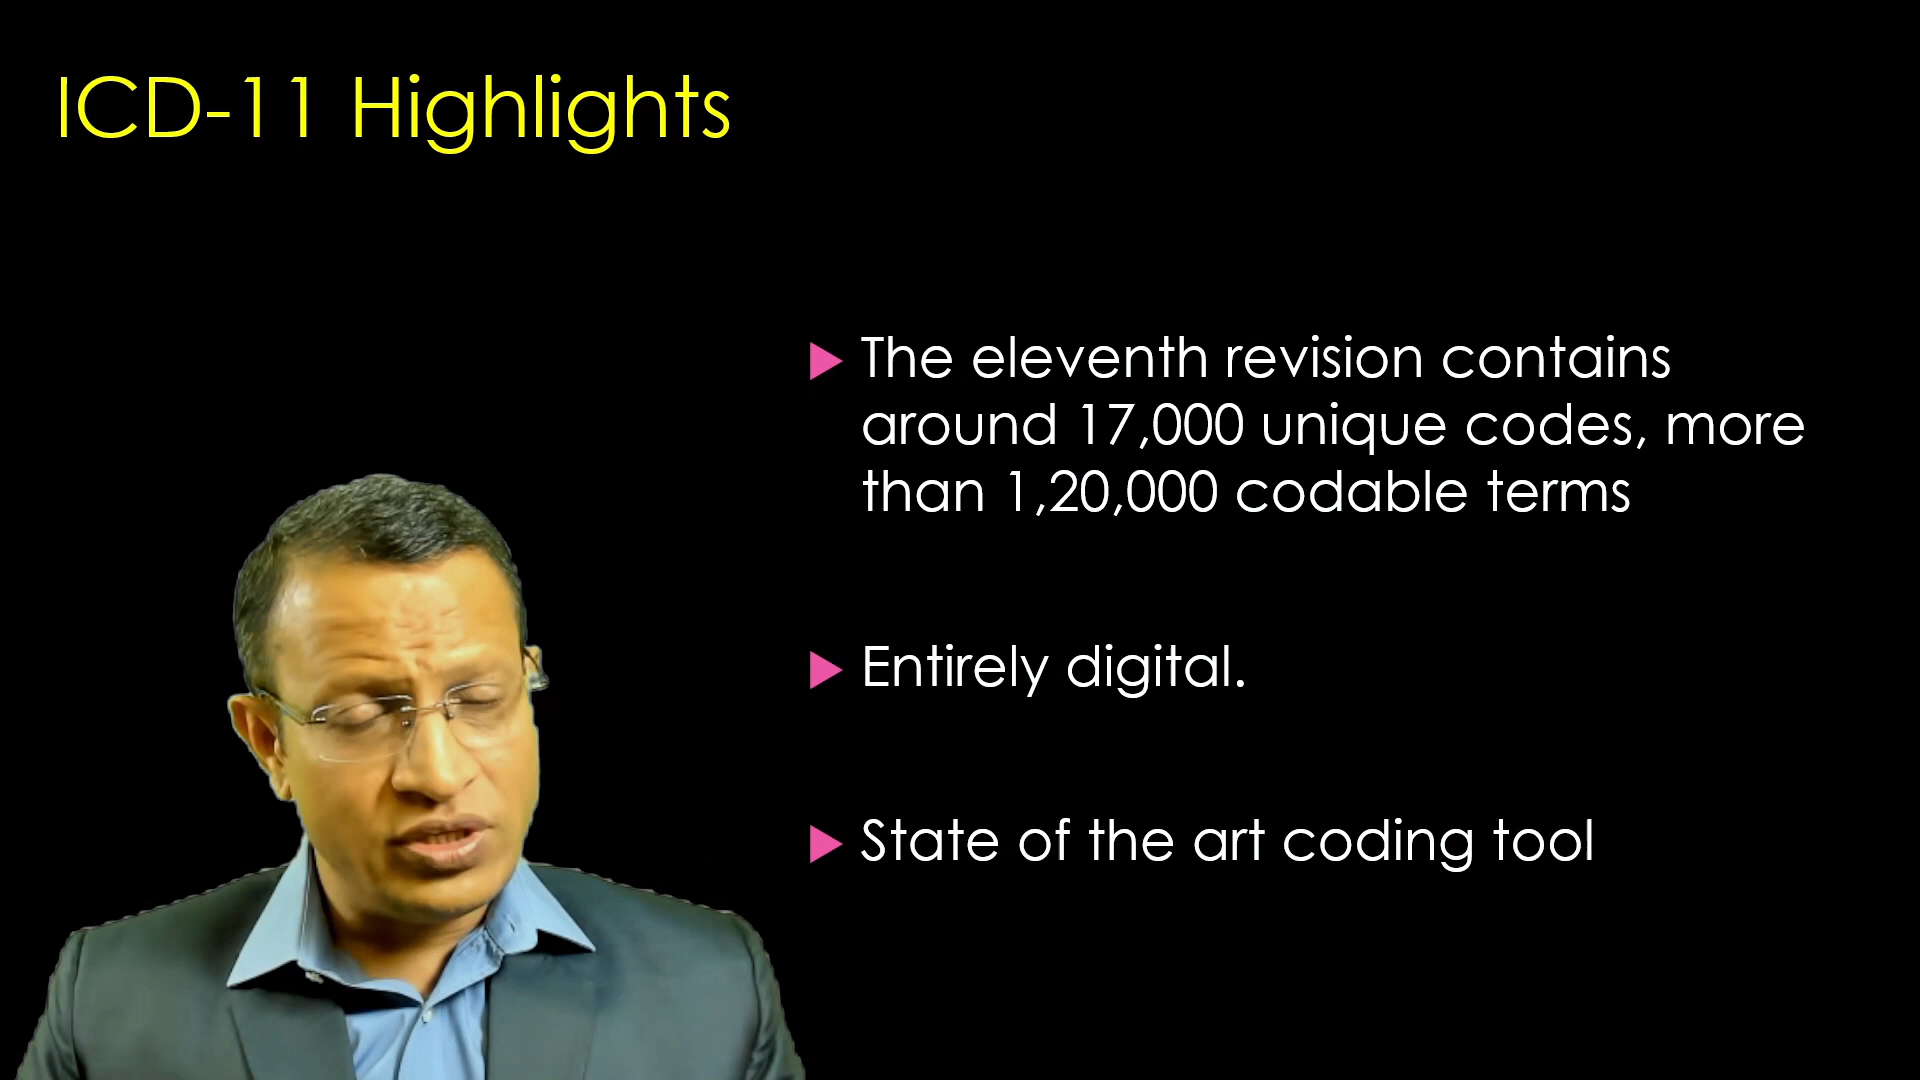 ICD-11 Highlights
The eleventh revision contains
around 17,000 unique codes, more
than 1,20,000 codable terms
Entirely digital.
State of the art coding tool